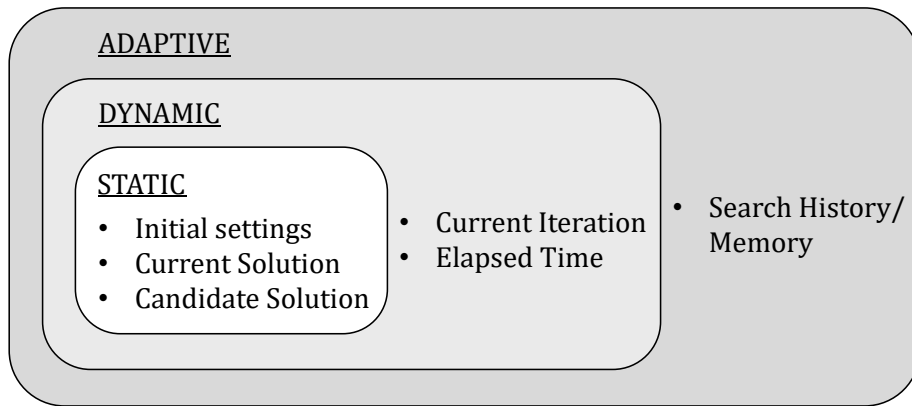 ADAPTIVE
DYNAMIC
STATIC
• Initial settings
• Current Solution
• Candidate Solution
• Current Iteration
• Elapsed Time
• Search History/
Memory